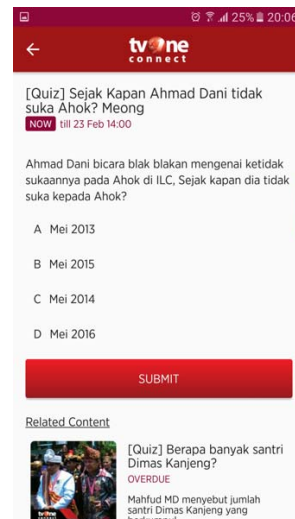 25% 20:06
tvOne
connect
[Quiz] Sejak Kapan Ahmad Dani tidak
suka Ahok? Meong
NOW till 23 Feb 14:00
Ahmad Dani bicara blak blakan mengenai ketidak
sukaannya pada Ahok di ILC, Sejak kapan dia tidak
suka kepada Ahok?
A Mei 2013
B Mei 2015
C Mei 2014
D Mei 2016
SUBMIT
Related Content
[Quiz] Berapa banyak santri
Dimas Kanjeng?
OVERDUE
Mahfud MD menyebut jumlah
santri Dimas Kanjeng yang